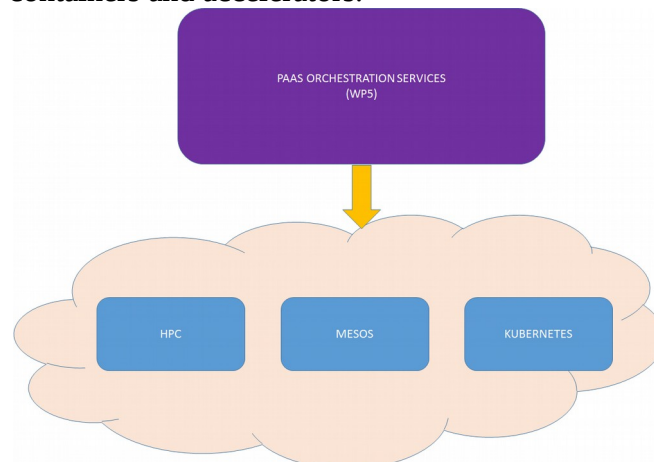 containers and accelerators.
PAAS ORCHESTRATION SERVICES
(WP5)
HPC
MESOS
KUBERNETES